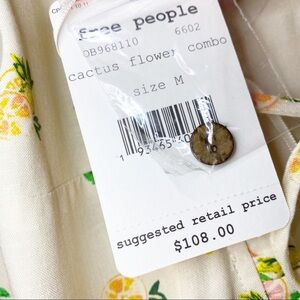 free people
OB968110 6602
cactus flower combo
size M
suggested retail price
$108.00